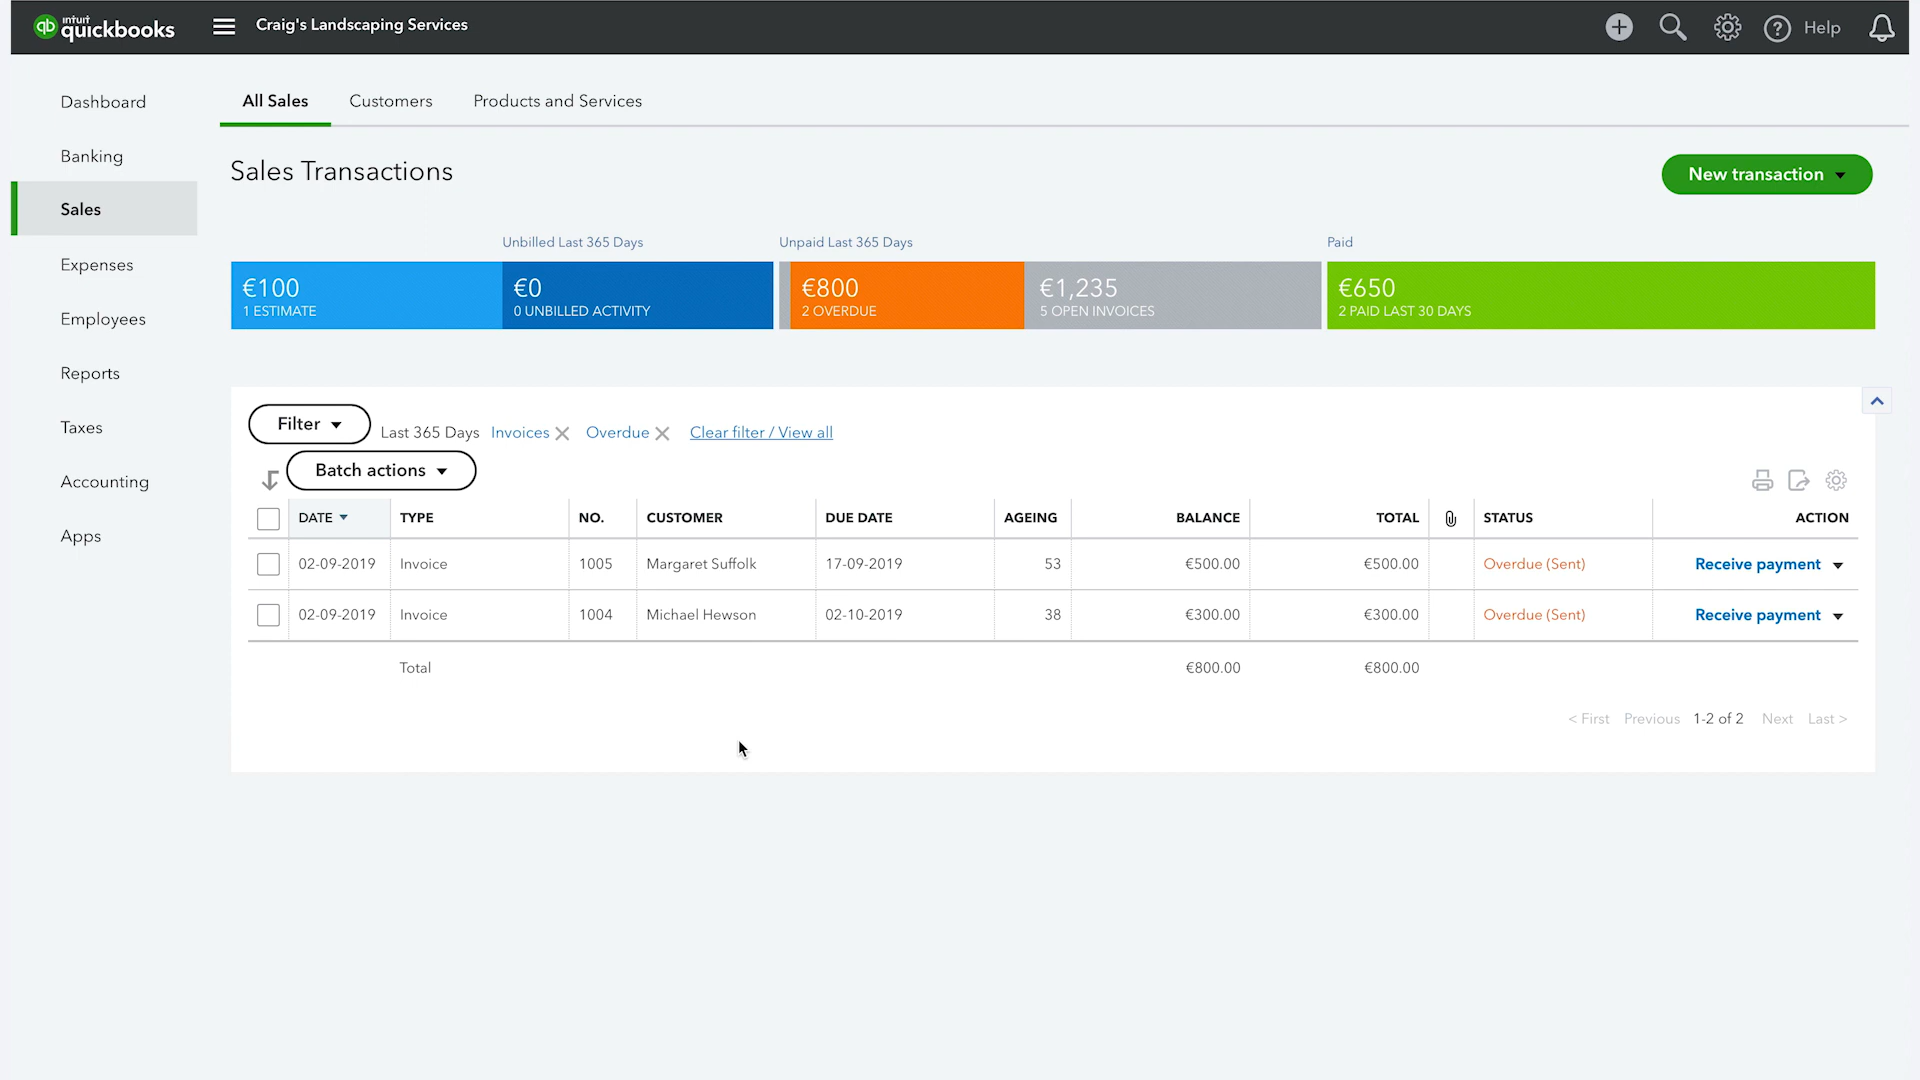 intuit
quickbooks
Craig's Landscaping Services
Help
Dashboard
Banking
Sales
Expenses
Employees
Reports
Taxes
Accounting
Apps
All Sales Customers Products and Services
Sales Transactions
New transaction
Unbilled Last 365 Days Unpaid Last 365 Days Paid
€100 €0 €800 €1,235 €650
1 ESTIMATE 0 UNBILLED ACTIVITY 2 OVERDUE 5 OPEN INVOICES 2 PAID LAST 30 DAYS
Filter Last 365 Days Invoices Overdue Clear filter / View all
Batch actions
DATE TYPE NO. CUSTOMER DUE DATE AGEING BALANCE TOTAL STATUS ACTION
02-09-2019 Invoice 1005 Margaret Suffolk 17-09-2019 53 €500.00 €500.00 Overdue (Sent) Receive payment
02-09-2019 Invoice 1004 Michael Hewson 02-10-2019 38 €300.00 €300.00 Overdue (Sent) Receive payment
Total €800.00 €800.00
< First Previous 1-2 of 2 Next Last >